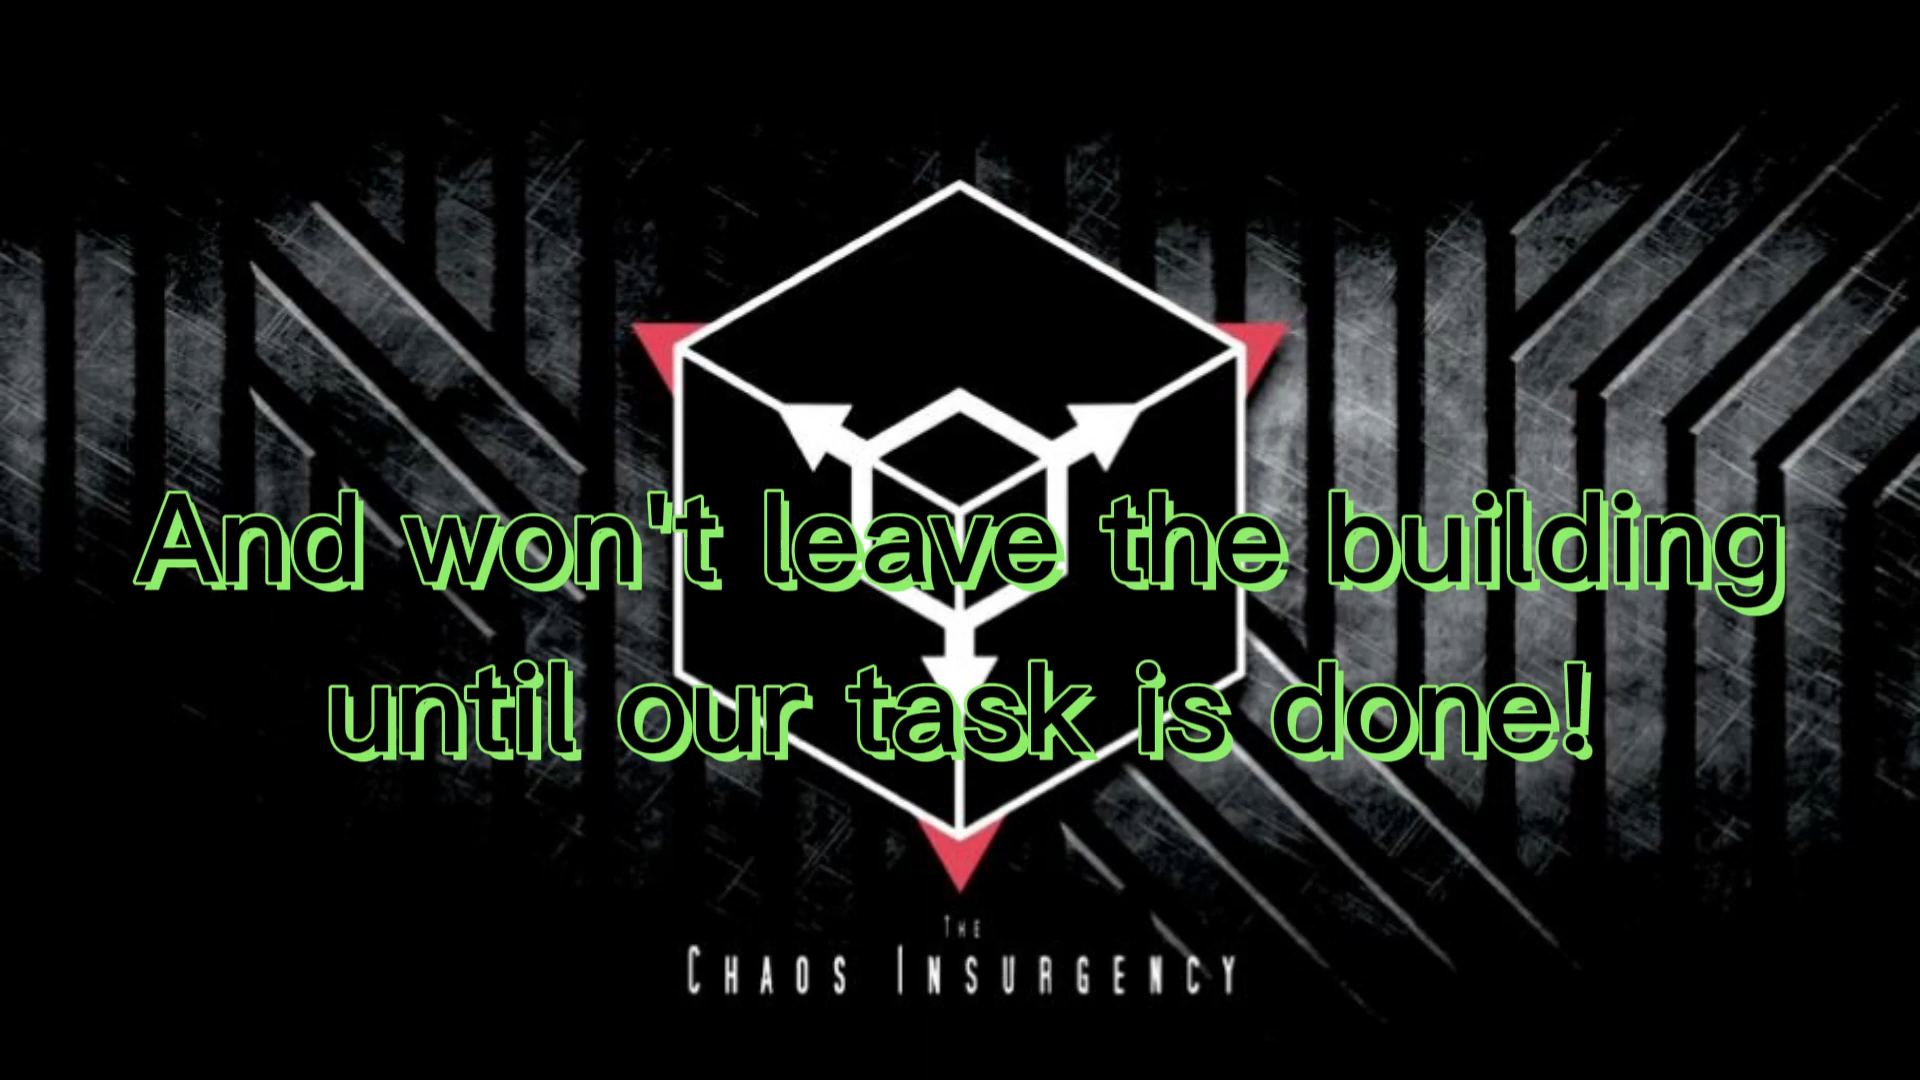 And won't leave the building
until our task is done!
THE
CHAOS INSURGENCY